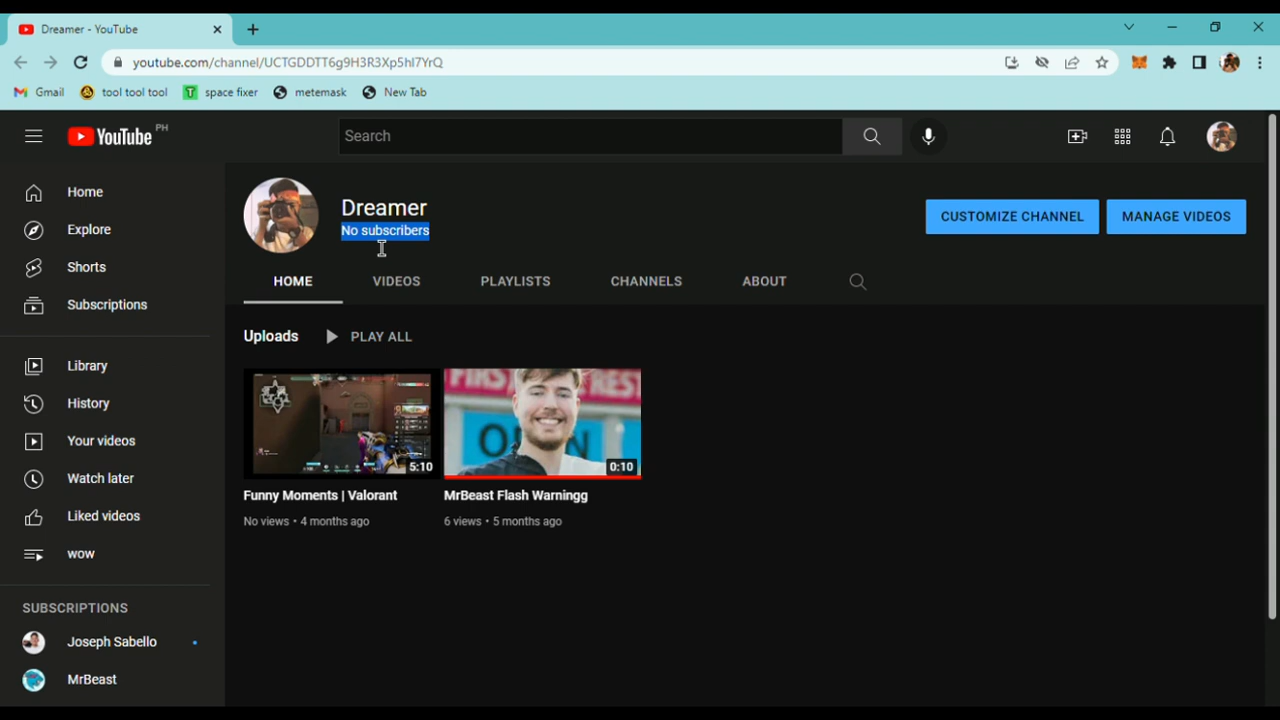 Dreamer - YouTube
youtube.com/channel/UCTGDDTT6g9H3R3Xp5hI7YrQ
Gmail
tool tool tool
space fixer
metemask
New Tab
YouTube PH
Search
Home
Explore
Shorts
Subscriptions
Library
History
Your videos
Watch later
Liked videos
wow
SUBSCRIPTIONS
Joseph Sabello
MrBeast
Dreamer
No subscribers
CUSTOMIZE CHANNEL
MANAGE VIDEOS
HOME
VIDEOS
PLAYLISTS
CHANNELS
ABOUT
Uploads
PLAY ALL
5:10
Funny Moments | Valorant
No views • 4 months ago
0:10
MrBeast Flash Warningg
6 views • 5 months ago